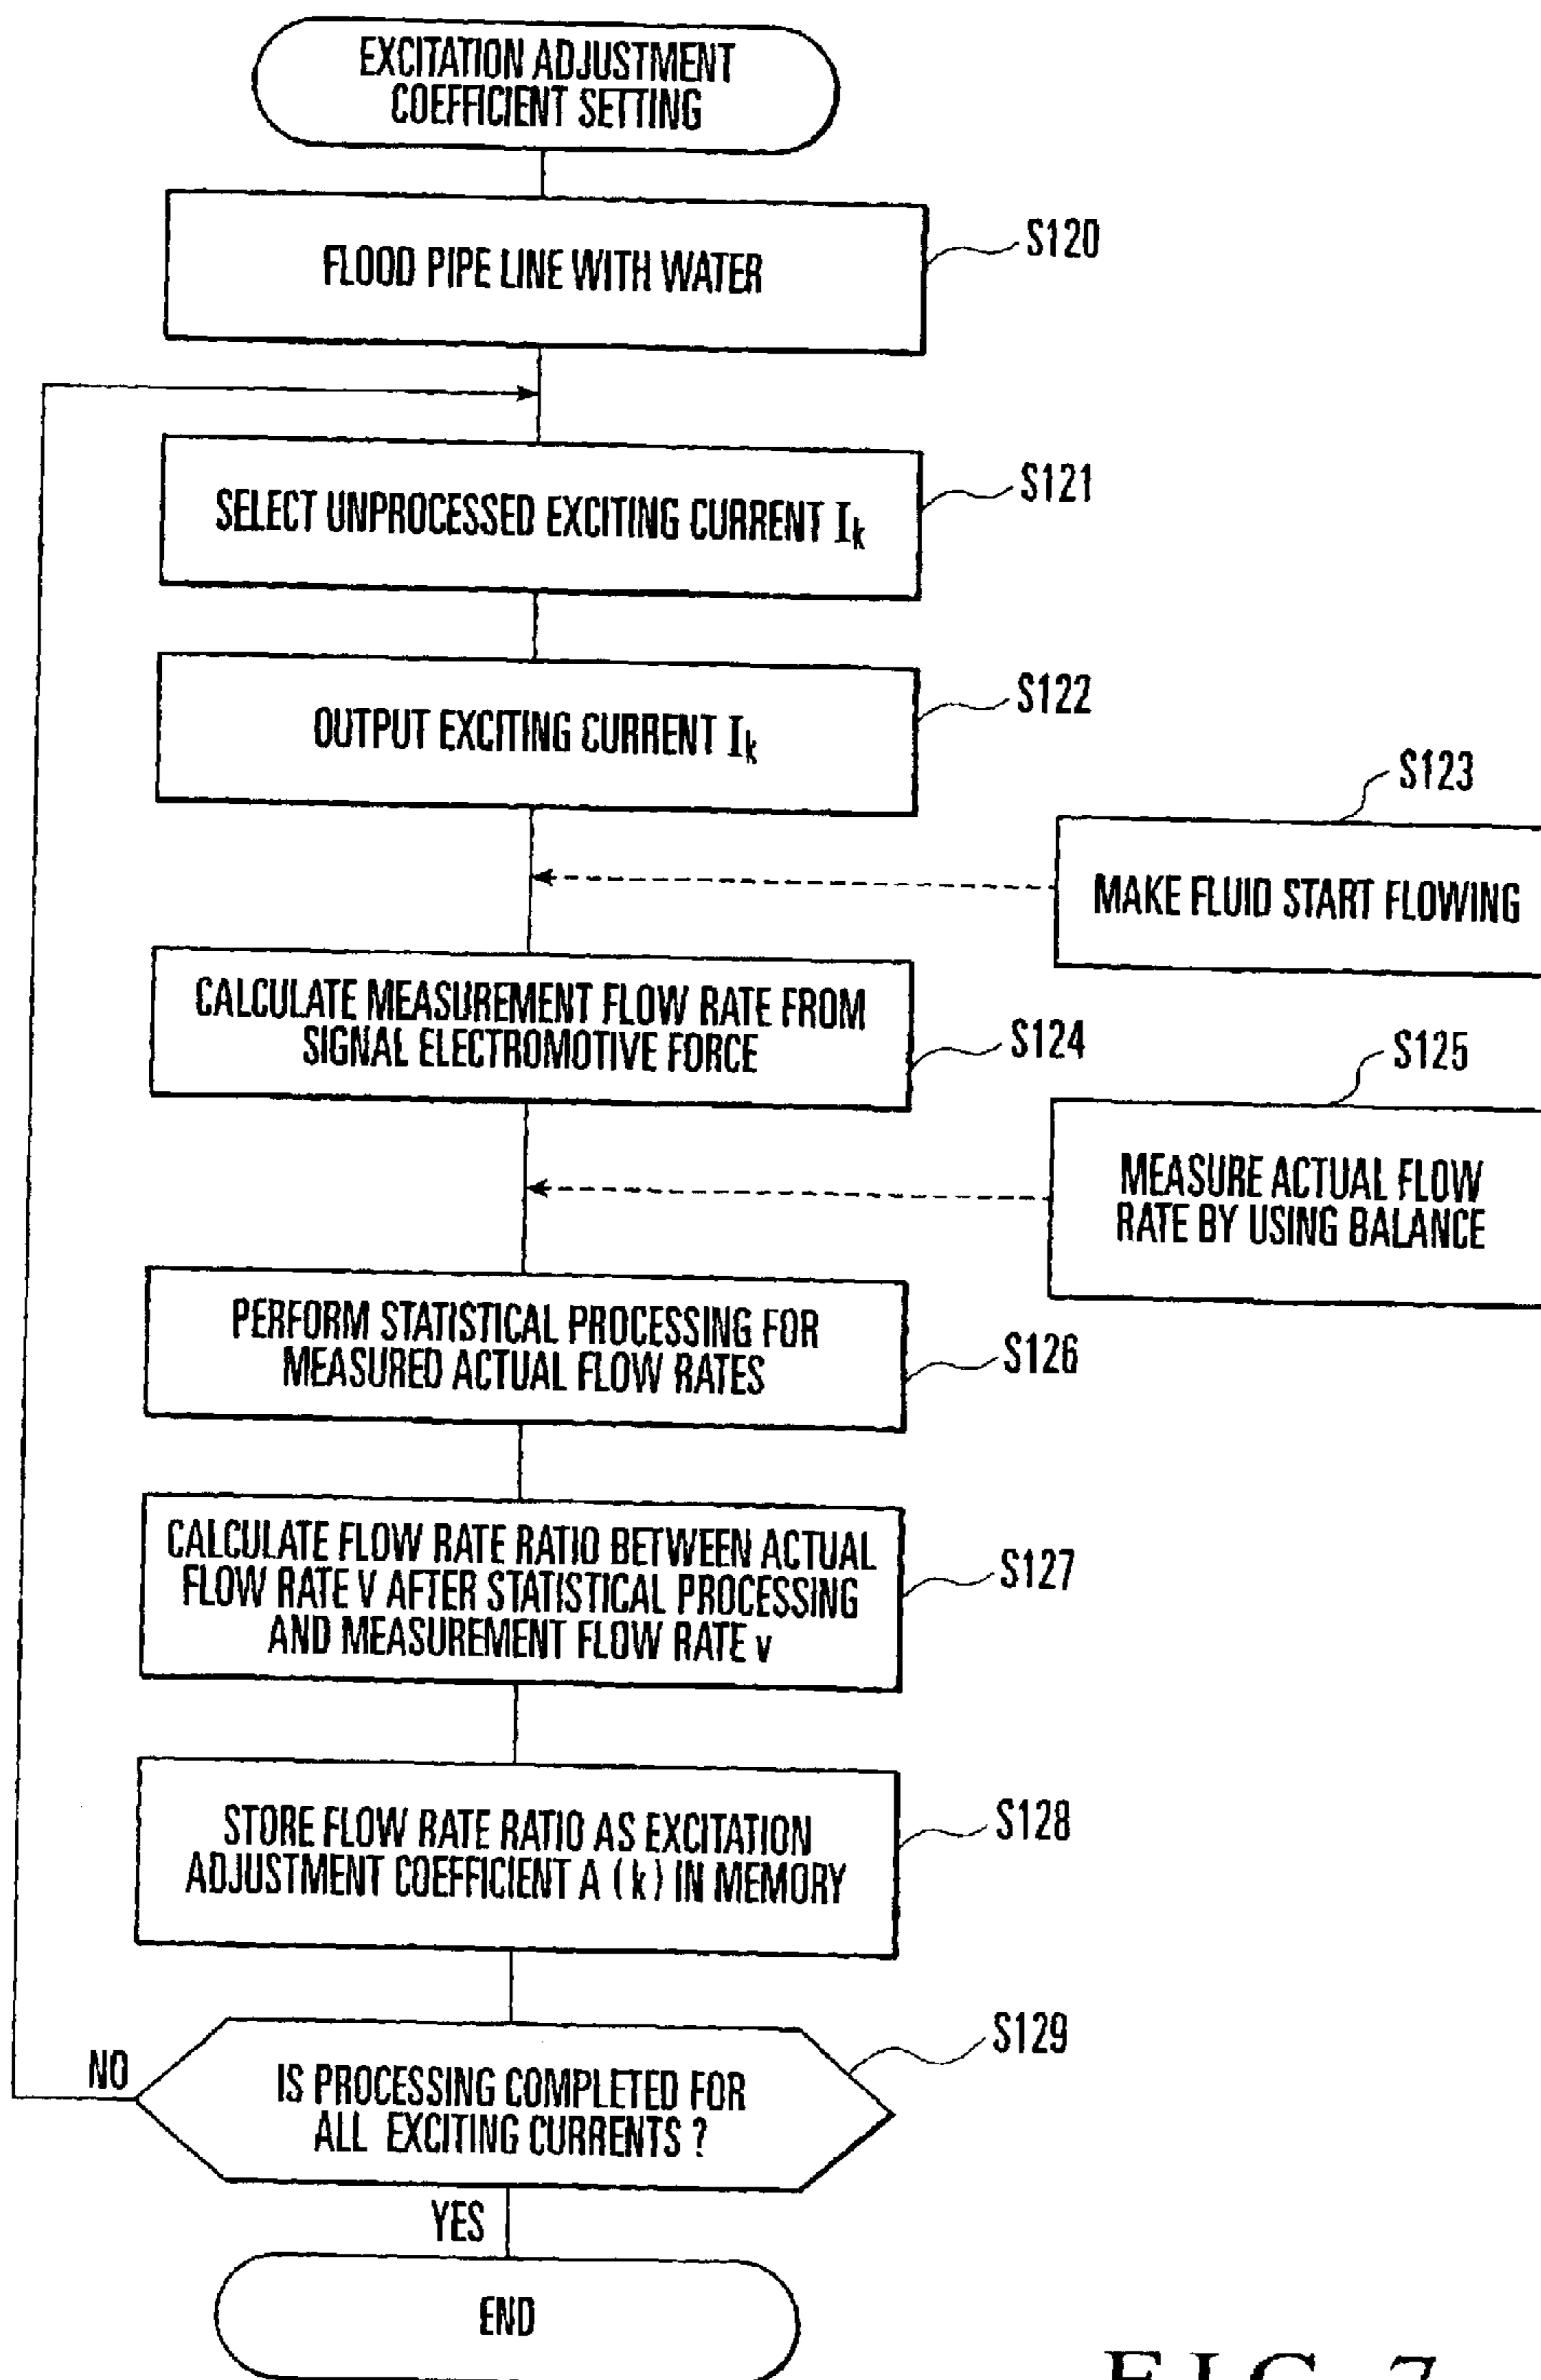 EXCITATION ADJUSTMENT
COEFFICIENT SETTING
FLOOD PIPE LINE WITH WATER
S120
SELECT UNPROCESSED EXCITING CURRENT Ik
S121
OUTPUT EXCITING CURRENT Ik
S122
S123
MAKE FLUID START FLOWING
CALCULATE MEASUREMENT FLOW RATE FROM
SIGNAL ELECTROMOTIVE FORCE
S124
S125
MEASURE ACTUAL FLOW
RATE BY USING BALANCE
PERFORM STATISTICAL PROCESSING FOR
MEASURED ACTUAL FLOW RATES
S126
CALCULATE FLOW RATE RATIO BETWEEN ACTUAL
FLOW RATE V AFTER STATISTICAL PROCESSING
AND MEASUREMENT FLOW RATE v
S127
STORE FLOW RATE RATIO AS EXCITATION
ADJUSTMENT COEFFICIENT A (k) IN MEMORY
S128
S129
NO
IS PROCESSING COMPLETED FOR
ALL EXCITING CURRENTS ?
YES
END
FIG. 7